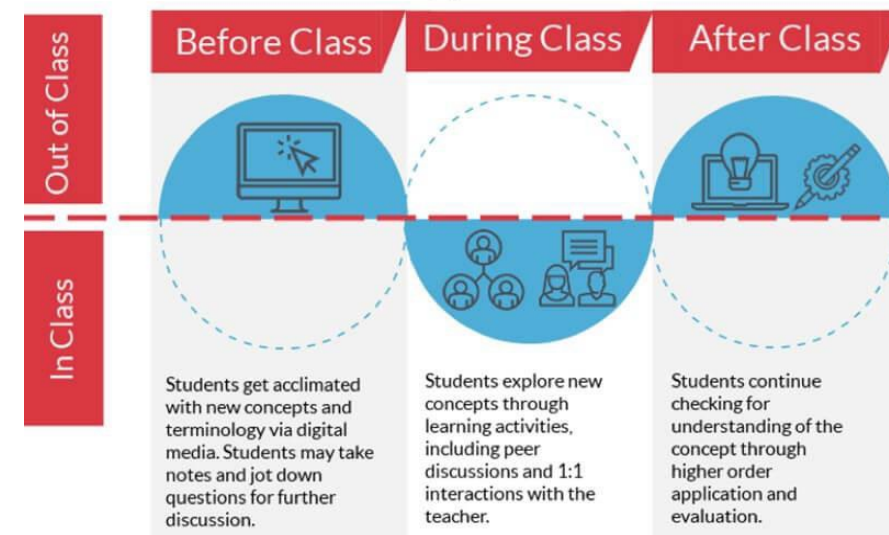 Before Class
During Class
After Class
Out of Class
In Class
Students get acclimated
with new concepts and
terminology via digital
media. Students may take
notes and jot down
questions for further
discussion.
Students explore new
concepts through
learning activities,
including peer
discussions and 1:1
interactions with the
teacher.
Students continue
checking for
understanding of the
concept through
higher order
application and
evaluation.